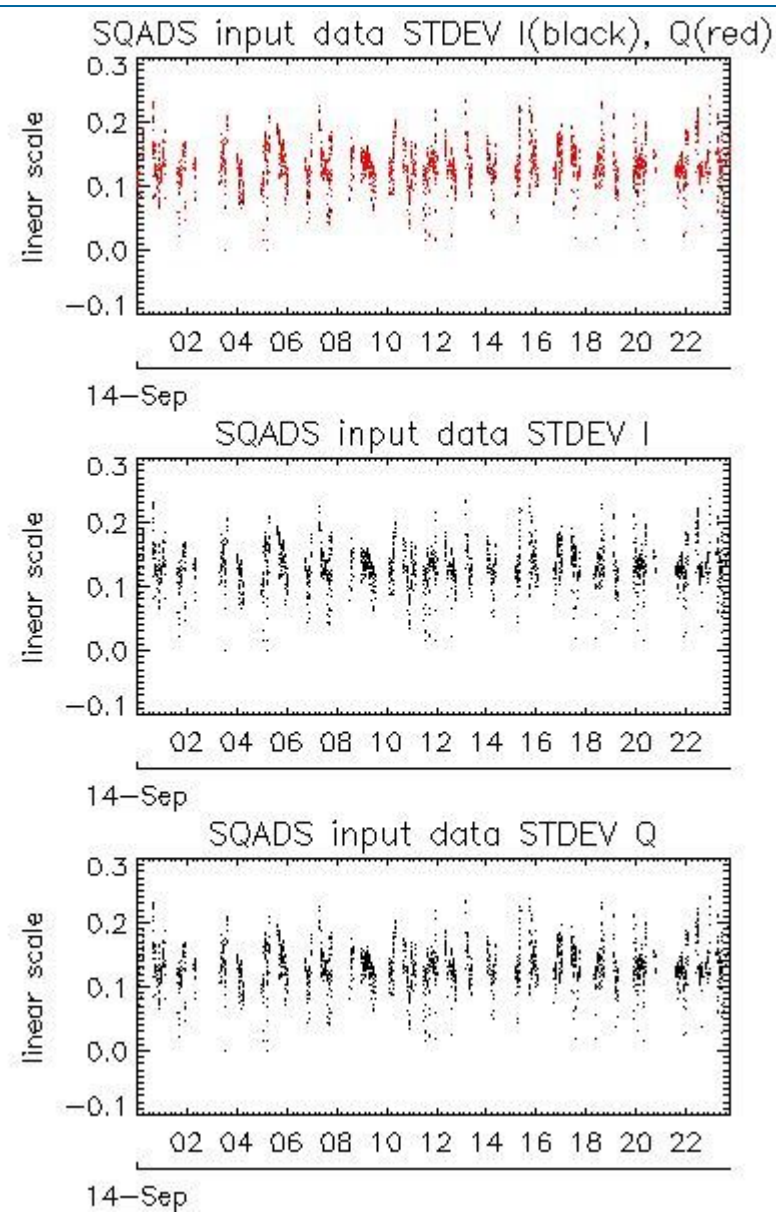 SQADS input data STDEV I(black), Q(red)
0.3
0.2
0.1
0.0
−0.1
linear scale
02 04 06 08 10 12 14 16 18 20 22
14−Sep
SQADS input data STDEV I
0.3
0.2
0.1
0.0
−0.1
linear scale
02 04 06 08 10 12 14 16 18 20 22
14−Sep
SQADS input data STDEV Q
0.3
0.2
0.1
0.0
−0.1
linear scale
02 04 06 08 10 12 14 16 18 20 22
14−Sep